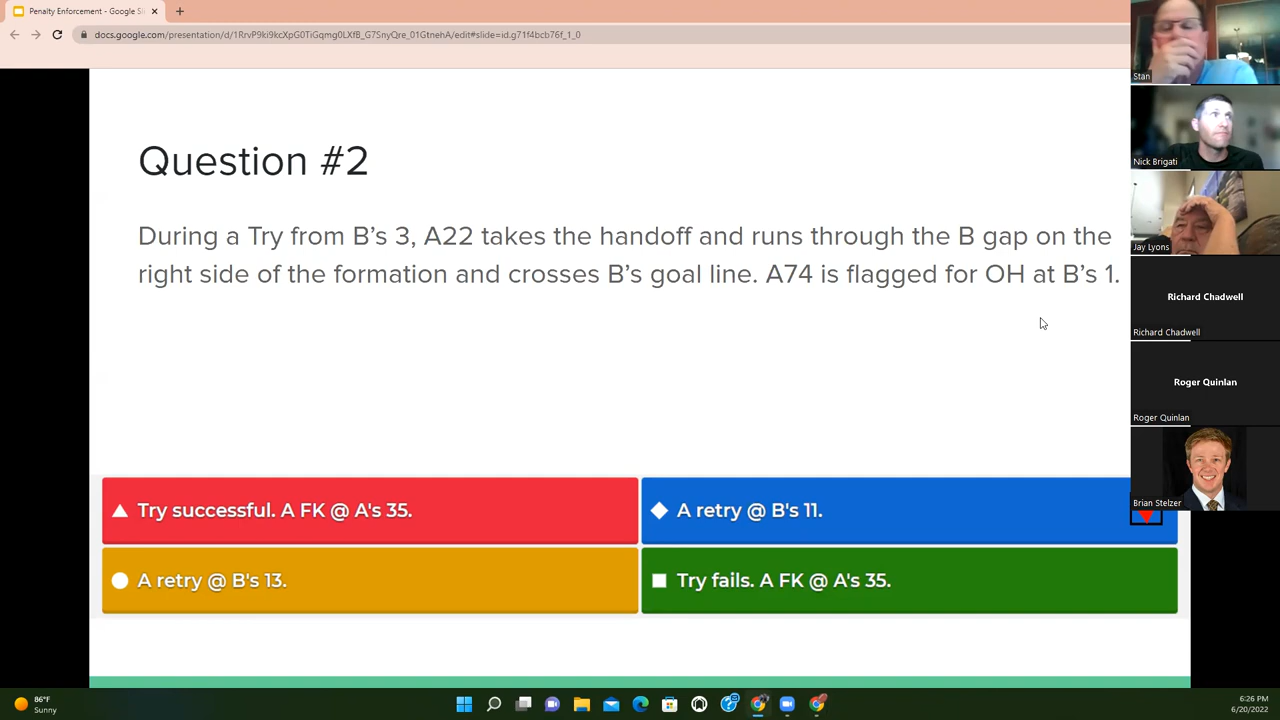 Penalty Enforcement - Google Sli
docs.google.com/presentation/d/1RrvP9ki9kcXpG0TiGqmg0LXfB_G7SnyQre_01GtnehA/edit#slide=id.g71f4bcb76f_1_0
Stan
Nick Brigati
Jay Lyons
Richard Chadwell
Richard Chadwell
Roger Quinlan
Roger Quinlan
Brian Stelzer
Question #2
During a Try from B's 3, A22 takes the handoff and runs through the B gap on the
right side of the formation and crosses B's goal line. A74 is flagged for OH at B's 1.
Try successful. A FK @ A's 35.
A retry @ B's 11.
A retry @ B's 13.
Try fails. A FK @ A's 35.
86°F
Sunny
6:26 PM
6/20/2022